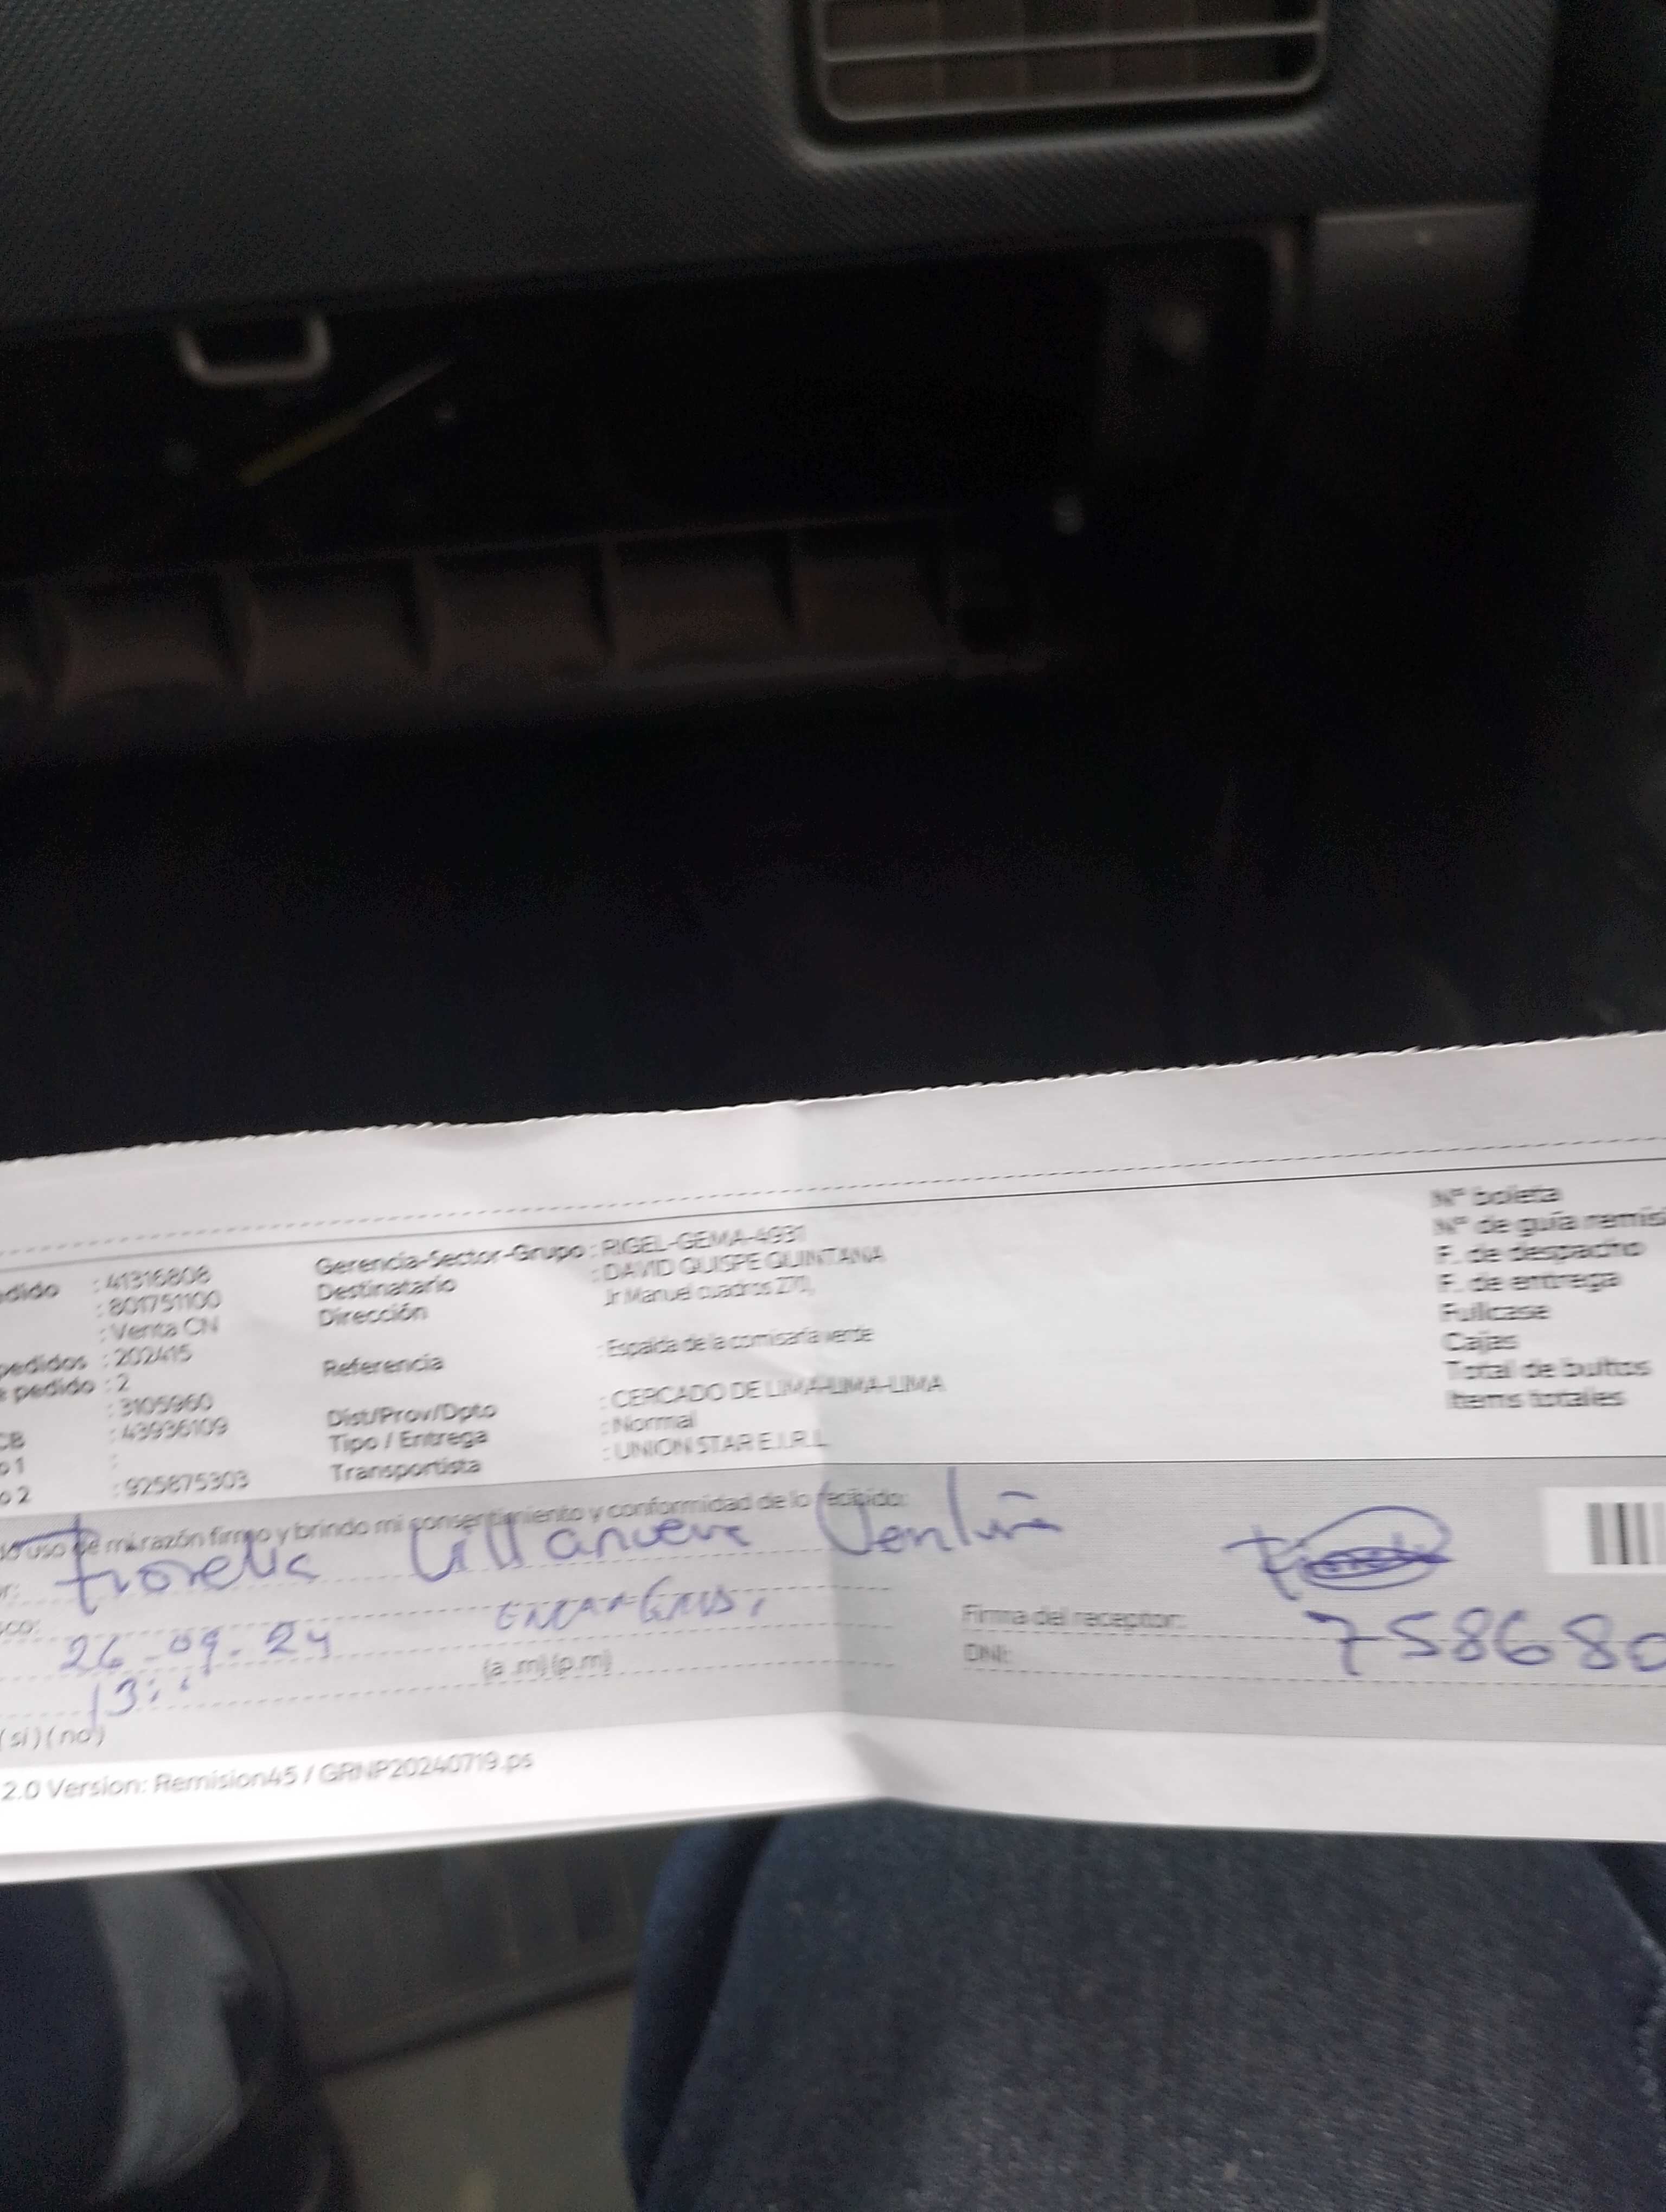 Gerencia-Sector-Grupo : RIGEL-GEMA-4931
edido : 41316808 Destinatario : DAVID QUISPE QUINTANA
: 801751100 Dirección Jr Manuel cuadros 270,
: Venta CN
pedidos : 202415 Referencia : Espalda de la comisaría verde
e pedido : 2
: 3105960 Dist/Prov/Dpto : CERCADO DE LIMA-LIMA-LIMA
CB : 43936109 Tipo / Entrega : Normal
o 1 : Transportista : UNION STAR E.I.R.L
o 2 : 925875303
Nº boleta
Nº de guía remisi
F. de despacho
F. de entrega
Fullcase
Cajas
Total de bultos
Items totales
uso de mi razón firmo y brindo mi consentimiento y conformidad de lo recibido:
r: Fiorella Villanueva
sco:
26-09-24
13: (a .m) (p.m)
(si) (no)
Firma del receptor:
DNI: 758680
2.0 Version: Remision45 / GRNP20240719.ps